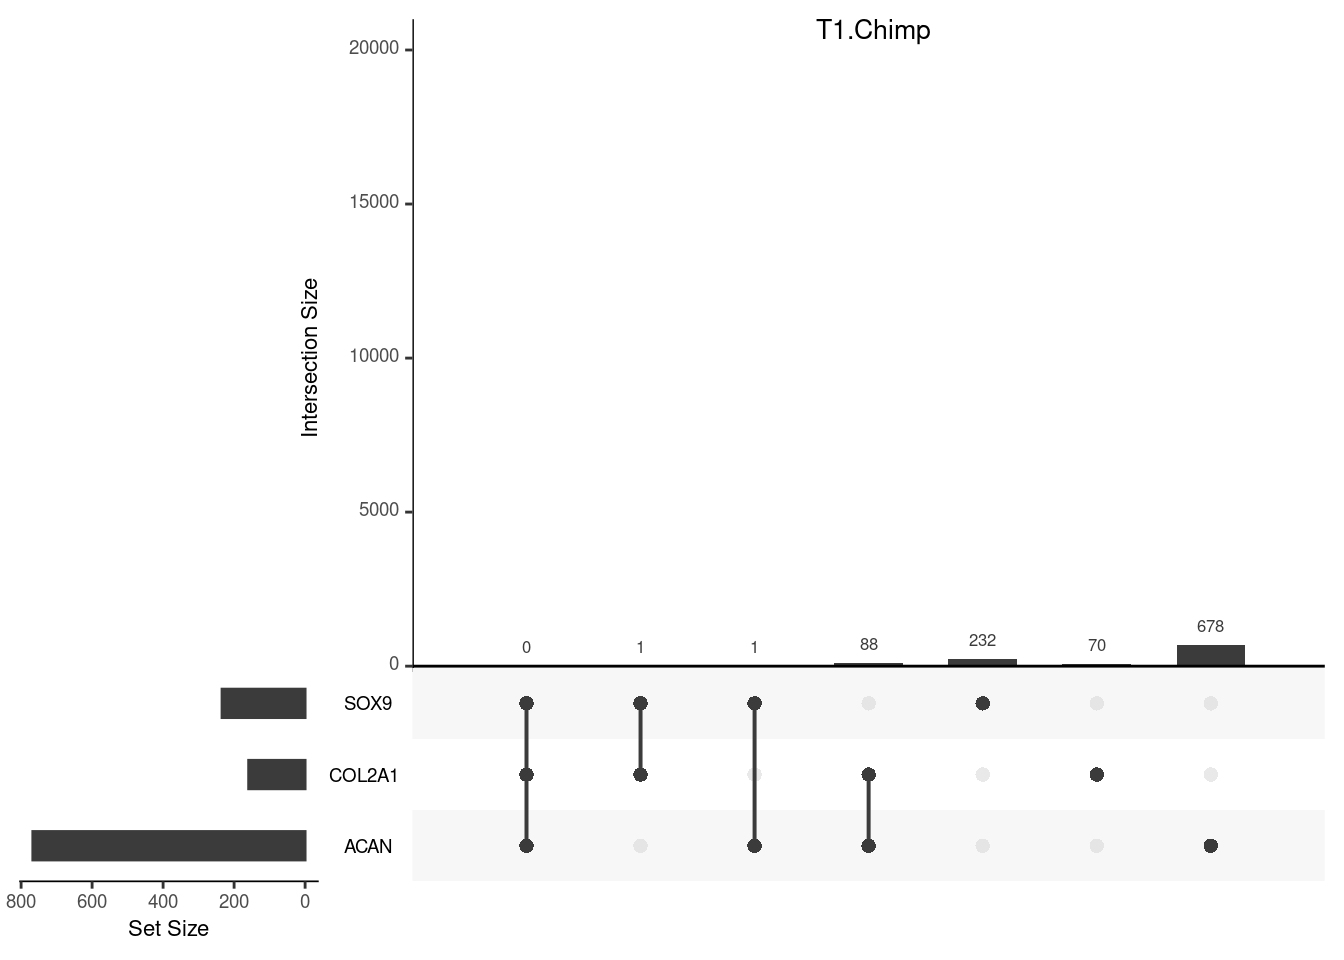 T1.Chimp
20000
15000
10000
5000
0
Intersection Size
0 1 1 88 232 70 678
SOX9
COL2A1
ACAN
800 600 400 200 0
Set Size